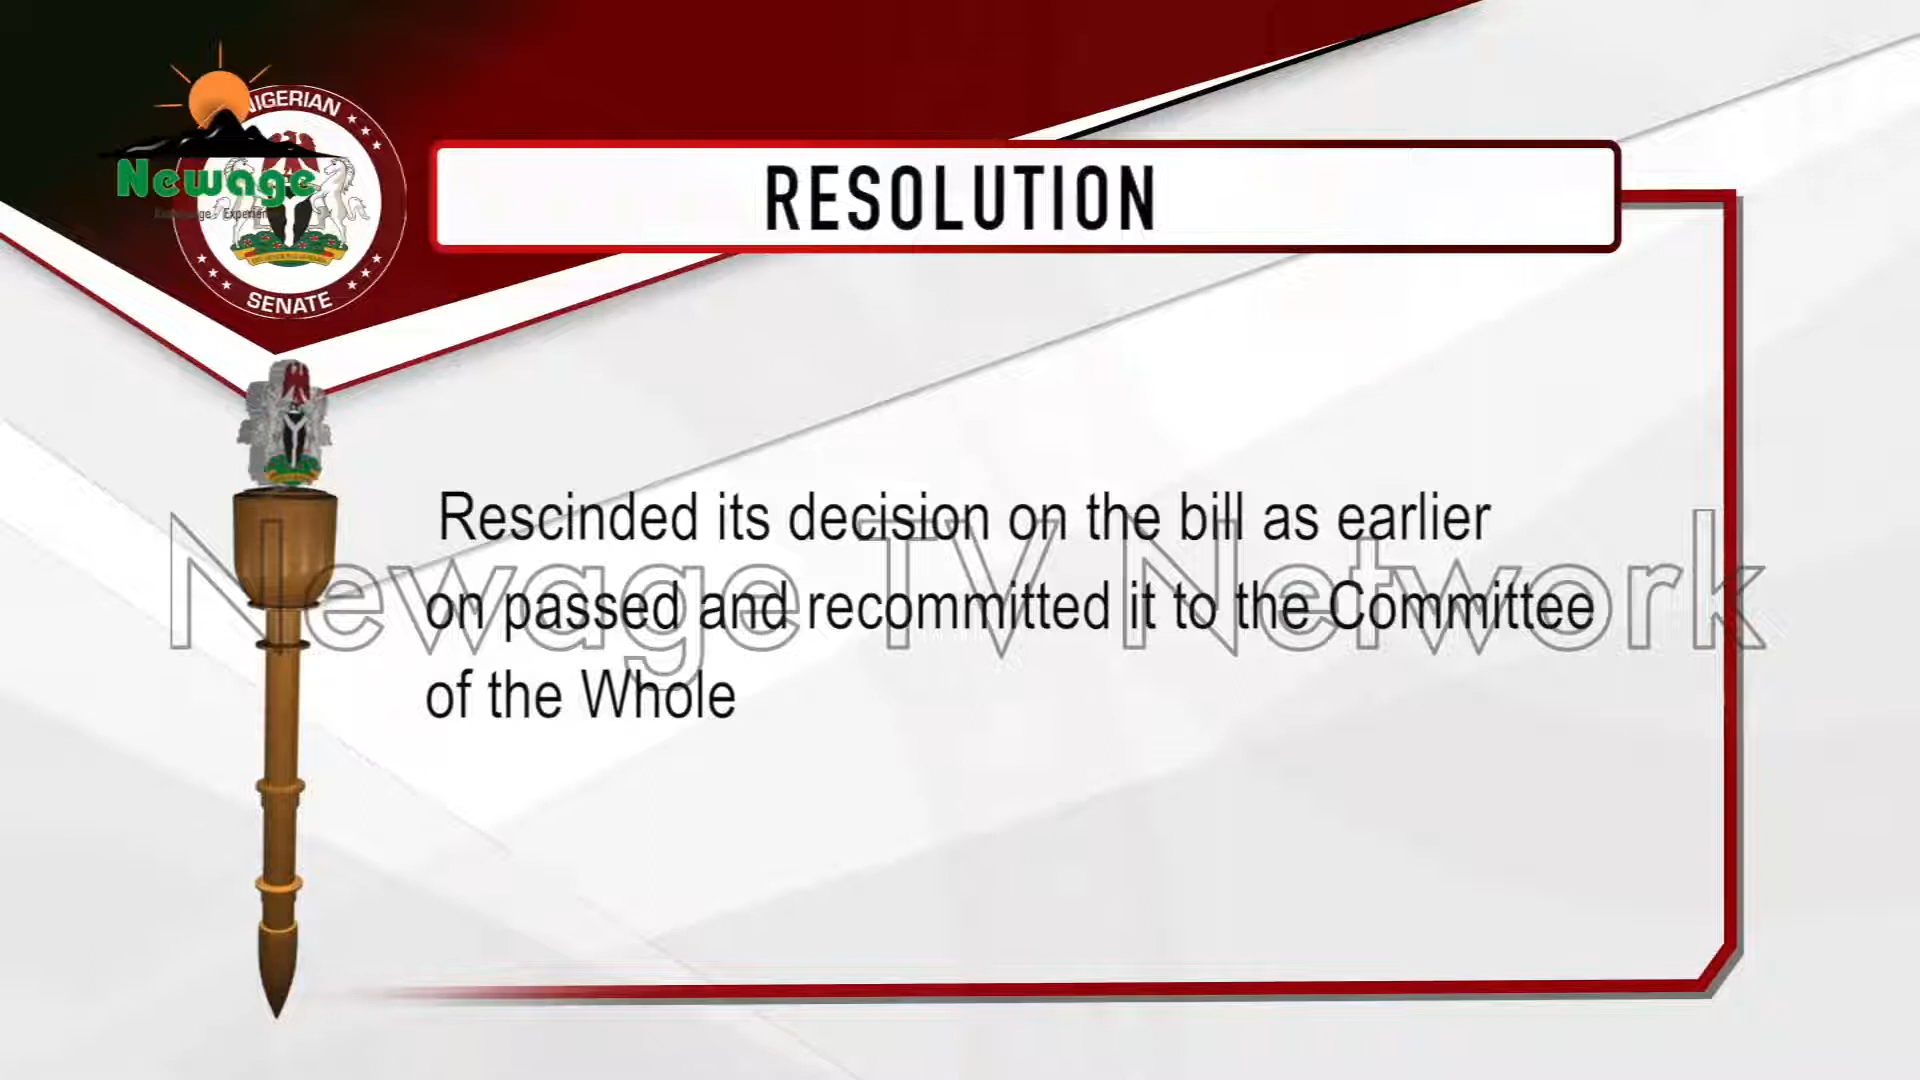 NIGERIAN
Newage
SENATE
RESOLUTION
Rescinded its decision on the bill as earlier
on passed and recommitted it to the Committee
of the Whole
Newage TV Network